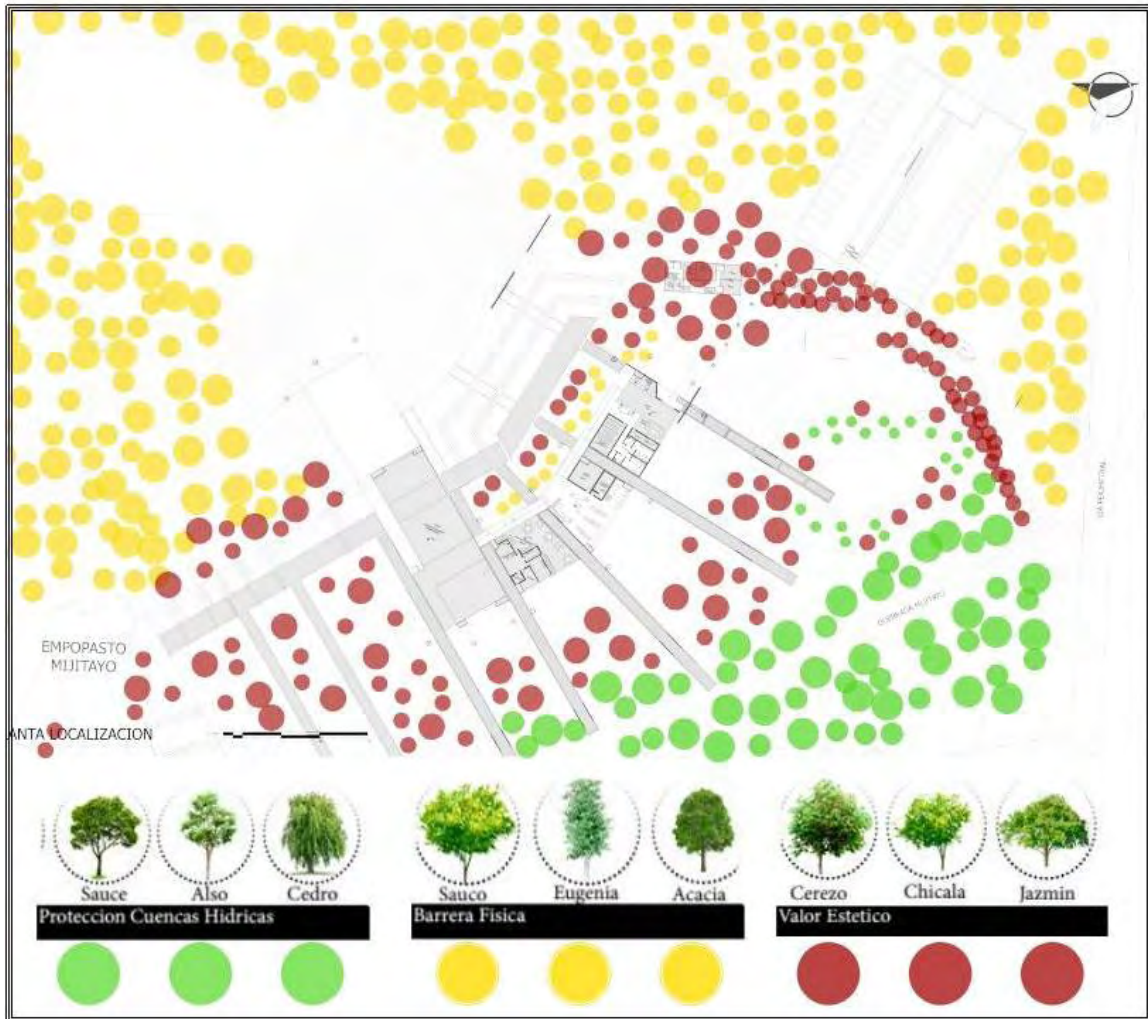 EMPOPASTO
MIJITAYO
ANTA LOCALIZACION
Sauce Also Cedro
Proteccion Cuencas Hidricas
Sauco Eugenia Acacia
Barrera Fisica
Cerezo Chicala Jazmin
Valor Estetico